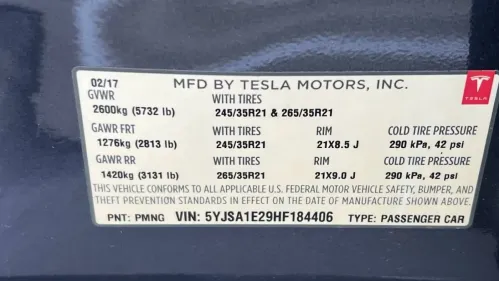 02/17 MFD BY TESLA MOTORS, INC. TESLA
GVWR WITH TIRES
2600kg (5732 lb) 245/35R21 & 265/35R21
GAWR FRT WITH TIRES RIM COLD TIRE PRESSURE
1276kg (2813 lb) 245/35R21 21X8.5 J 290 kPa, 42 psi
GAWR RR WITH TIRES RIM COLD TIRE PRESSURE
1420kg (3131 lb) 265/35R21 21X9.0 J 290 kPa, 42 psi
THIS VEHICLE CONFORMS TO ALL APPLICABLE U.S. FEDERAL MOTOR VEHICLE SAFETY, BUMPER, AND
THEFT PREVENTION STANDARDS IN EFFECT ON THE DATE OF MANUFACTURE SHOWN ABOVE.
PNT: PMNG VIN: 5YJSA1E29HF184406 TYPE: PASSENGER CAR